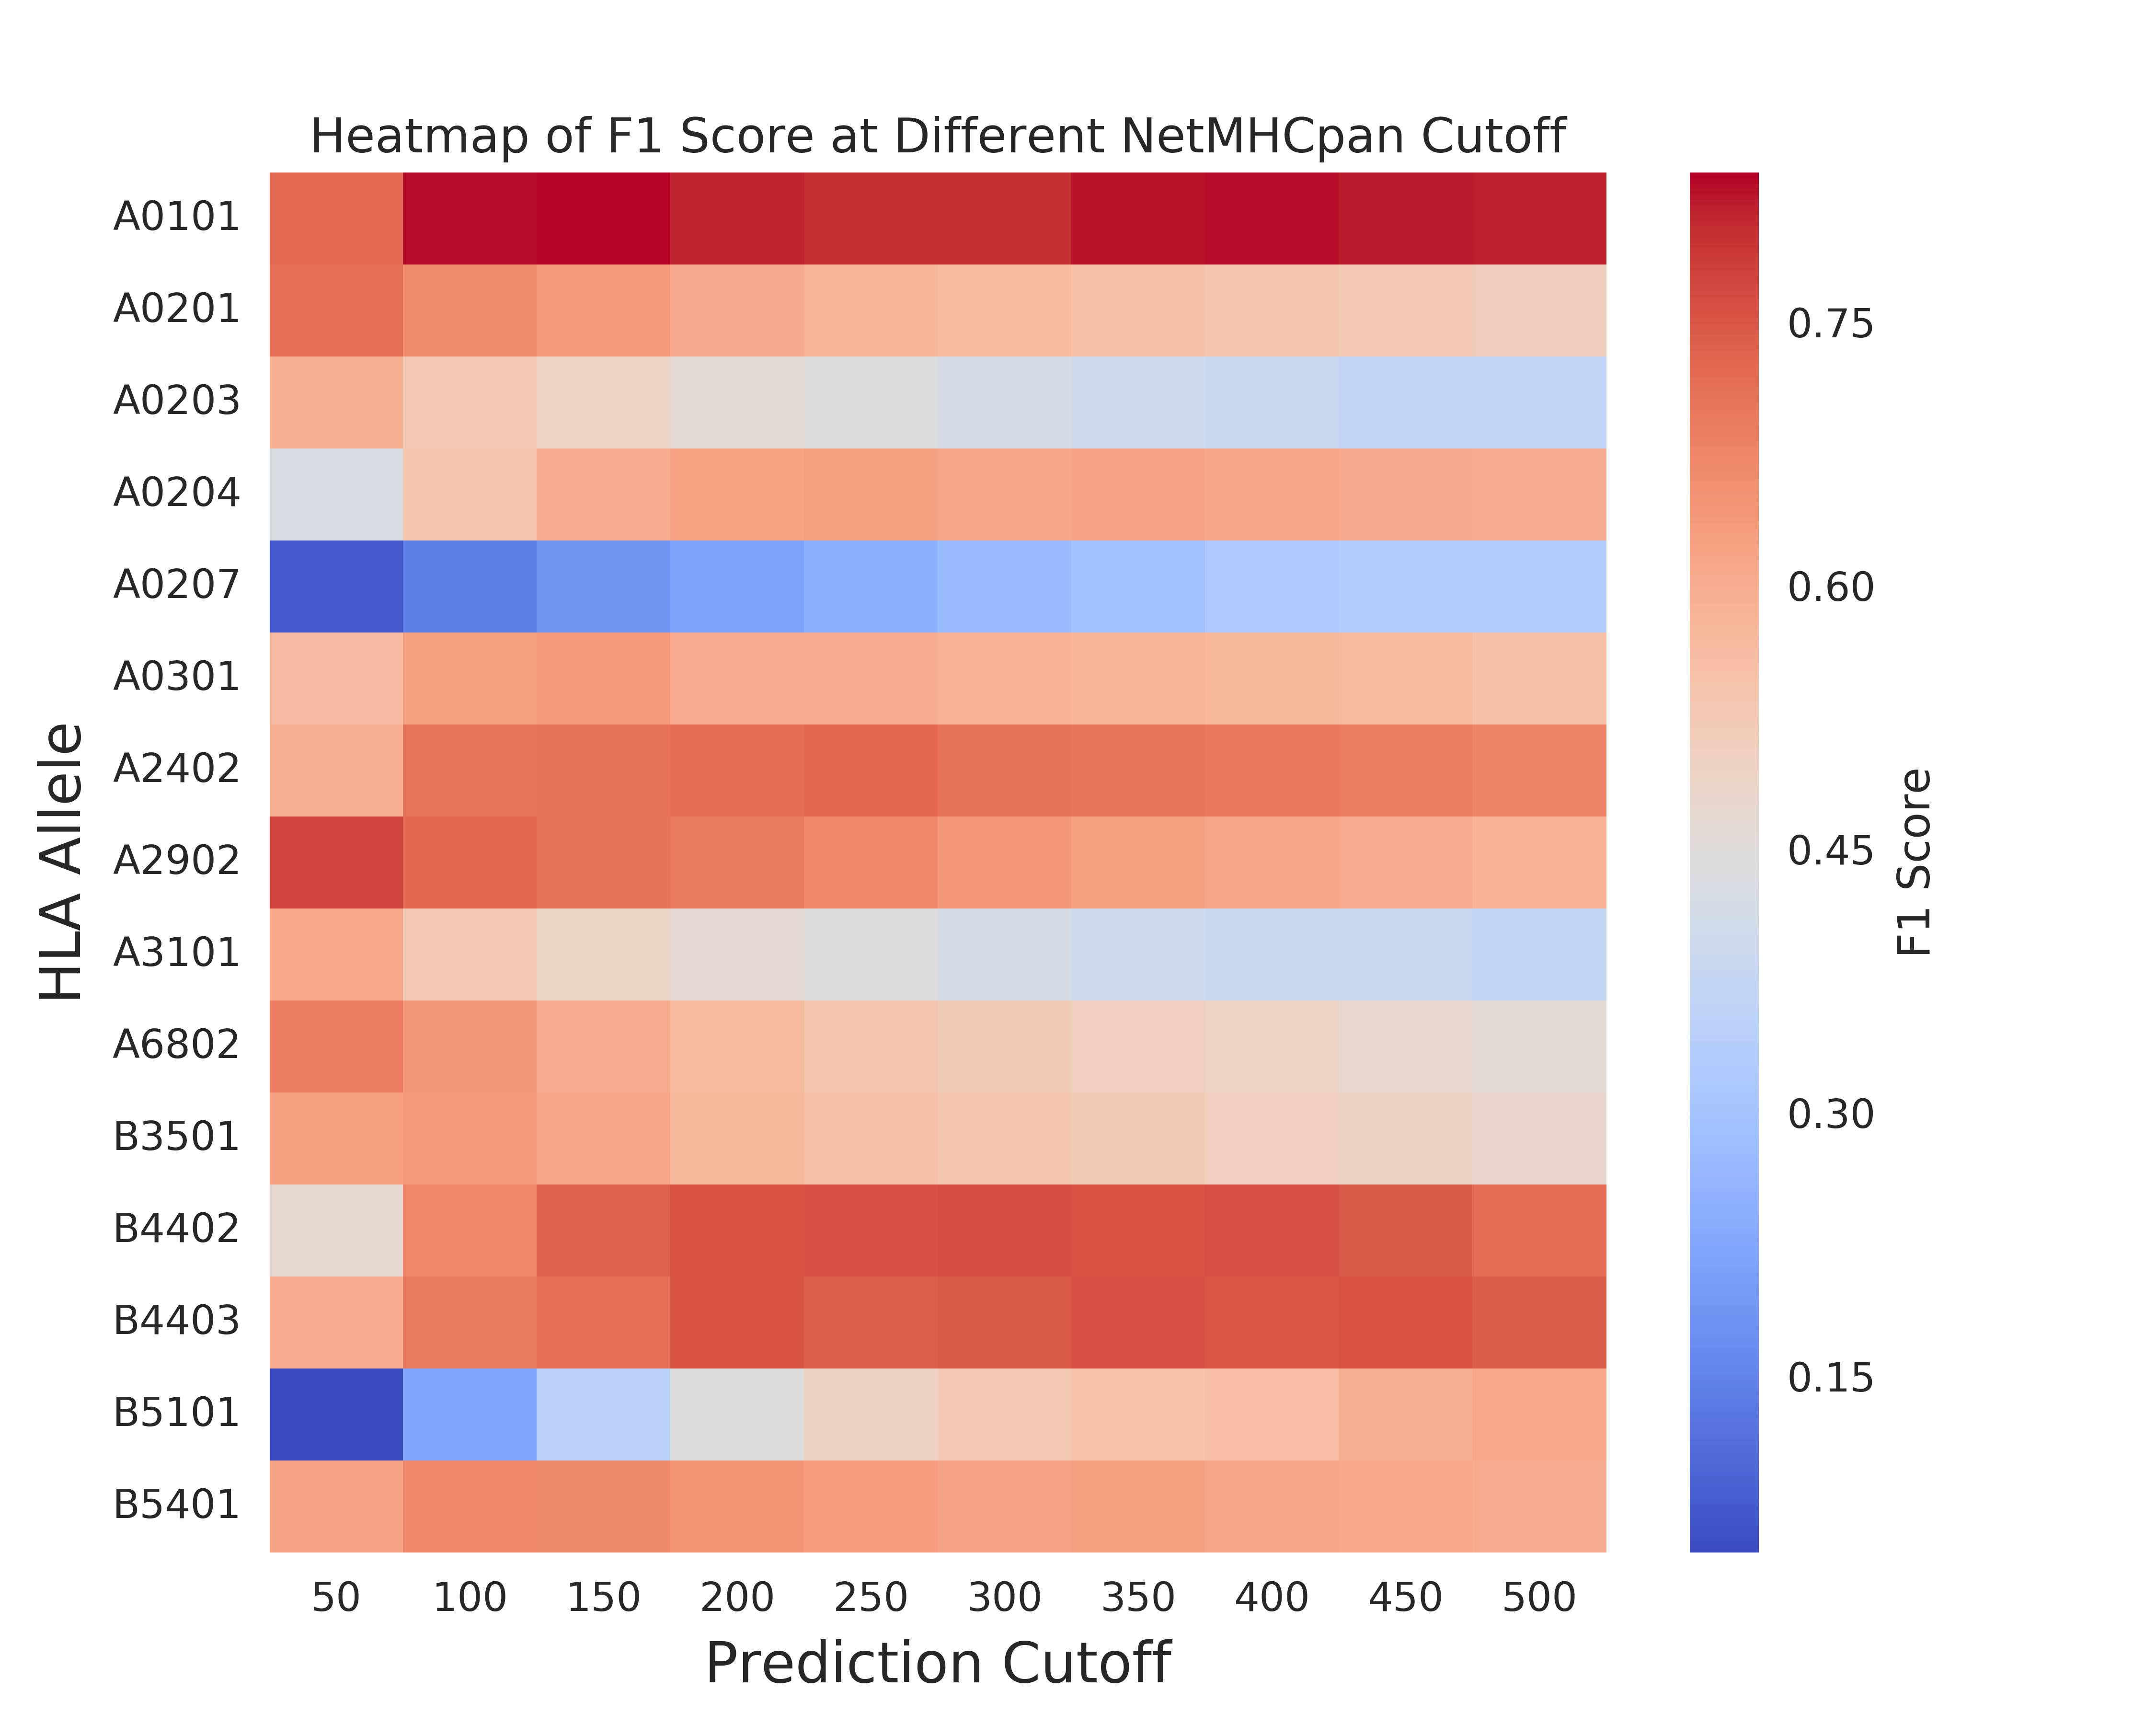 Heatmap of F1 Score at Different NetMHCpan Cutoff
HLA Allele
A0101
A0201
A0203
A0204
A0207
A0301
A2402
A2902
A3101
A6802
B3501
B4402
B4403
B5101
B5401
50 100 150 200 250 300 350 400 450 500
Prediction Cutoff
0.75
0.60
0.45
0.30
0.15
F1 Score